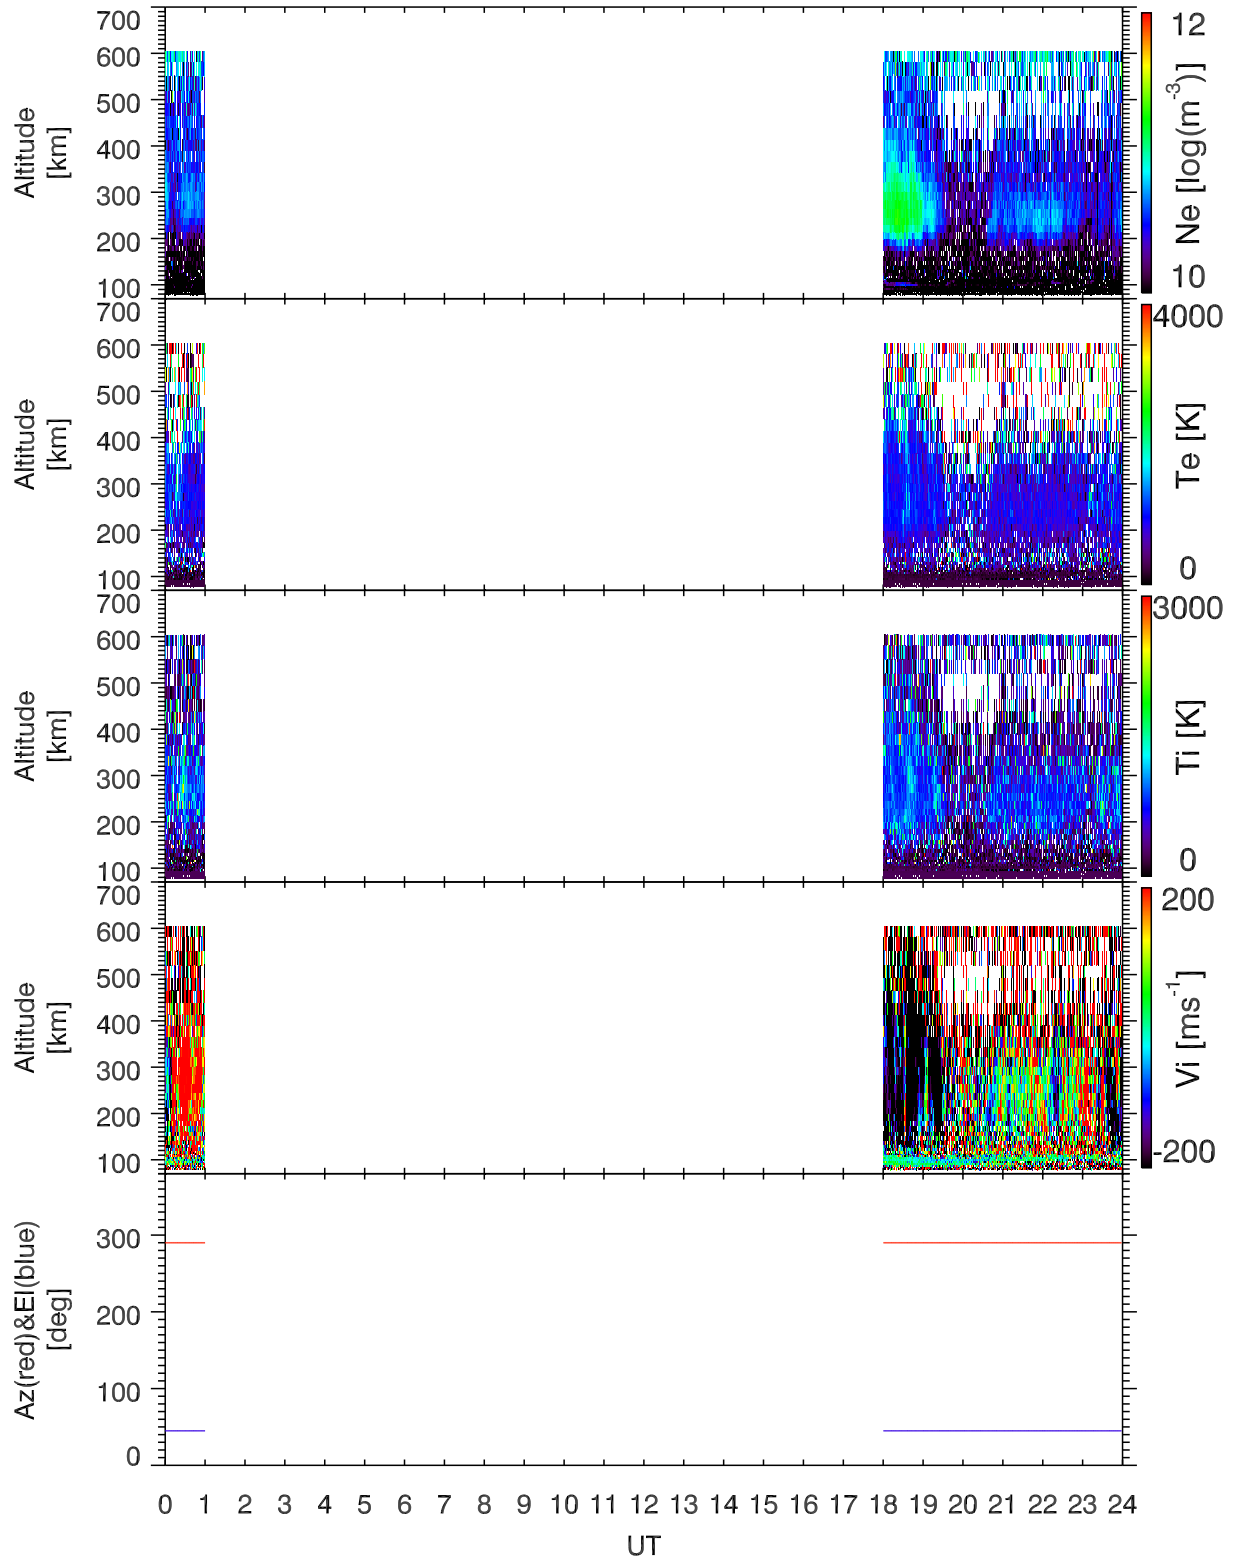 700
600
500
400
300
200
100
Altitude
[km]
12
10
Ne [log(m⁻³)]
700
600
500
400
300
200
100
Altitude
[km]
4000
0
Te [K]
700
600
500
400
300
200
100
Altitude
[km]
3000
0
Ti [K]
700
600
500
400
300
200
100
Altitude
[km]
200
-200
Vi [ms⁻¹]
300
200
100
0
Az(red)&El(blue)
[deg]
0 1 2 3 4 5 6 7 8 9 10 11 12 13 14 15 16 17 18 19 20 21 22 23 24
UT